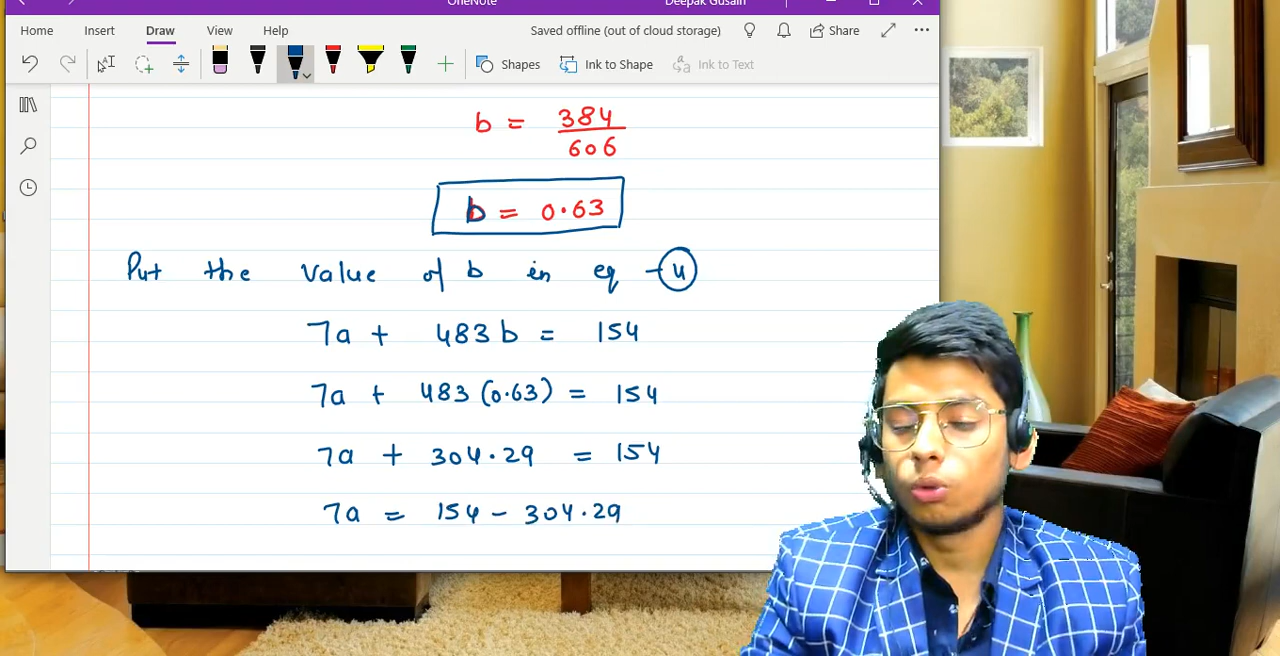 OneNote
Deepak Gusain
Home Insert Draw View Help
Saved offline (out of cloud storage)
Share
Shapes
Ink to Shape
Ink to Text
b = 384/606
b = 0.63
Put the value of b in eq - 4
7a + 483b = 154
7a + 483 (0.63) = 154
7a + 304.29 = 154
7a = 154 - 304.29